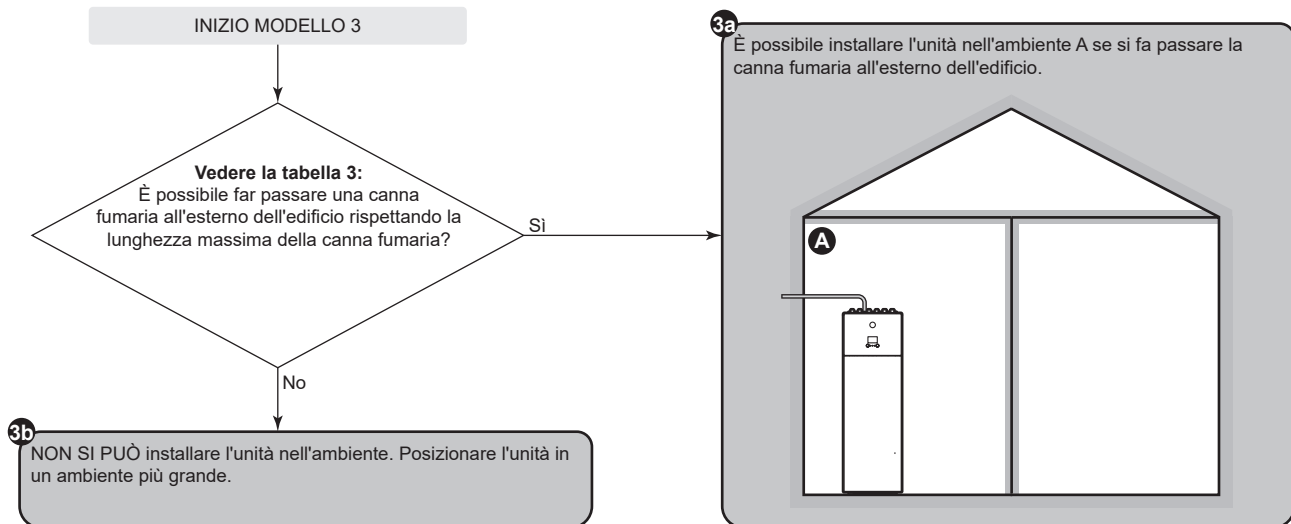 INIZIO MODELLO 3
Vedere la tabella 3:
È possibile far passare una canna
fumaria all'esterno dell'edificio rispettando la
lunghezza massima della canna fumaria?
Sì
No
3a
È possibile installare l'unità nell'ambiente A se si fa passare la
canna fumaria all'esterno dell'edificio.
A
3b
NON SI PUÒ installare l'unità nell'ambiente. Posizionare l'unità in
un ambiente più grande.